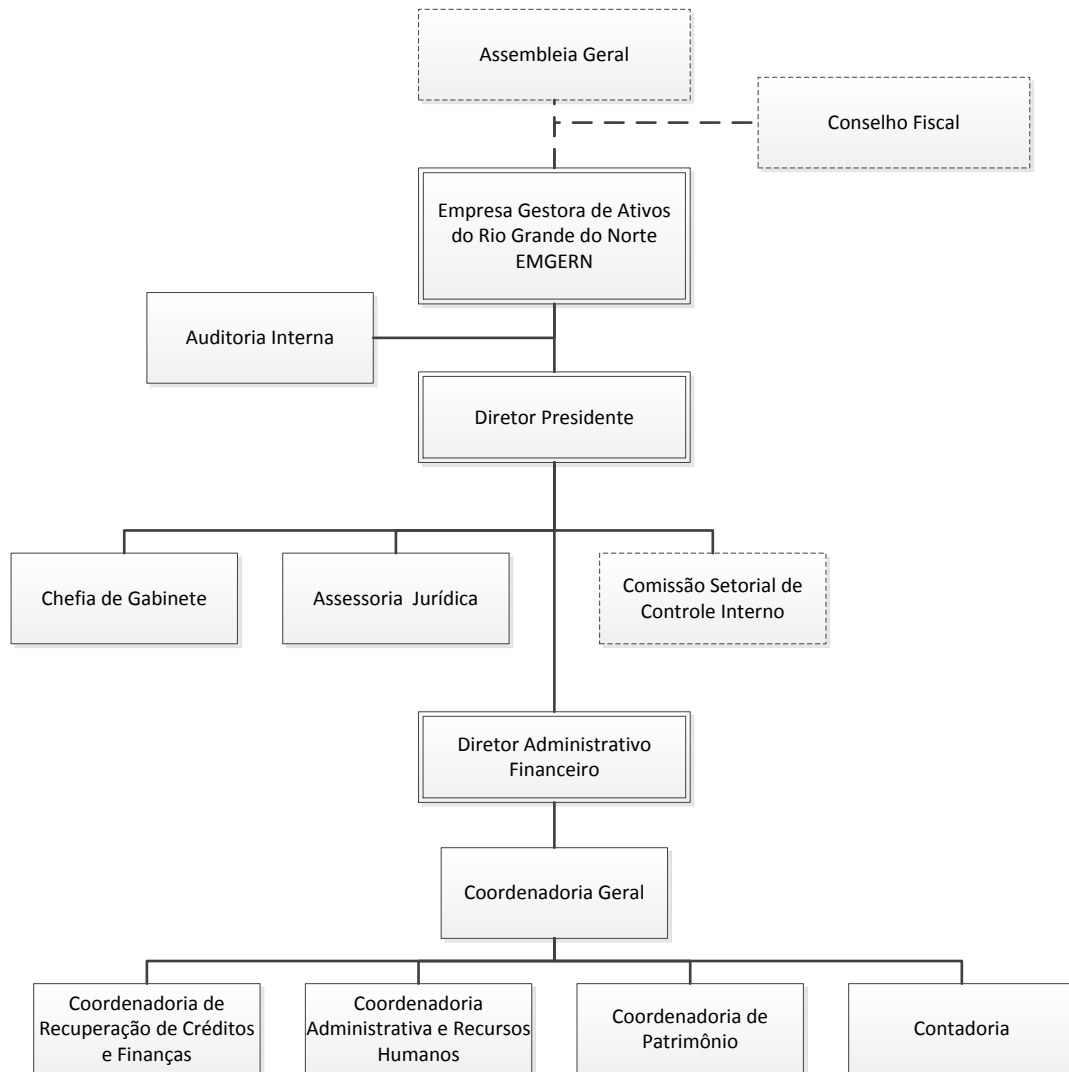 Assembleia Geral
Conselho Fiscal
Empresa Gestora de Ativos
do Rio Grande do Norte
EMGERN
Auditoria Interna
Diretor Presidente
Chefia de Gabinete
Assessoria Jurídica
Comissão Setorial de
Controle Interno
Diretor Administrativo
Financeiro
Coordenadoria Geral
Coordenadoria de
Recuperação de Créditos
e Finanças
Coordenadoria
Administrativa e Recursos
Humanos
Coordenadoria de
Patrimônio
Contadoria